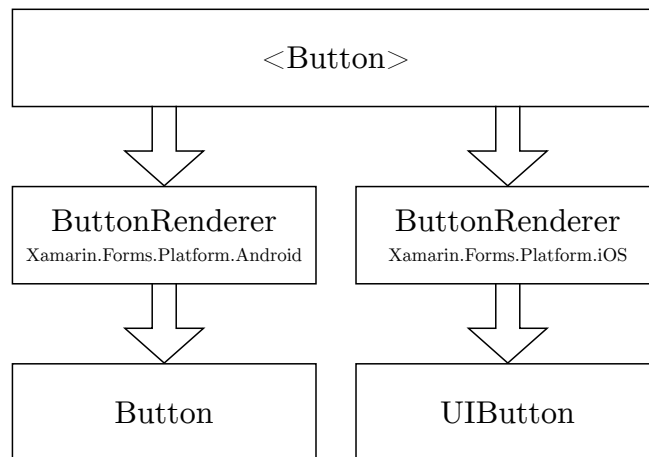 <Button>
ButtonRenderer
Xamarin.Forms.Platform.Android
ButtonRenderer
Xamarin.Forms.Platform.iOS
Button
UIButton